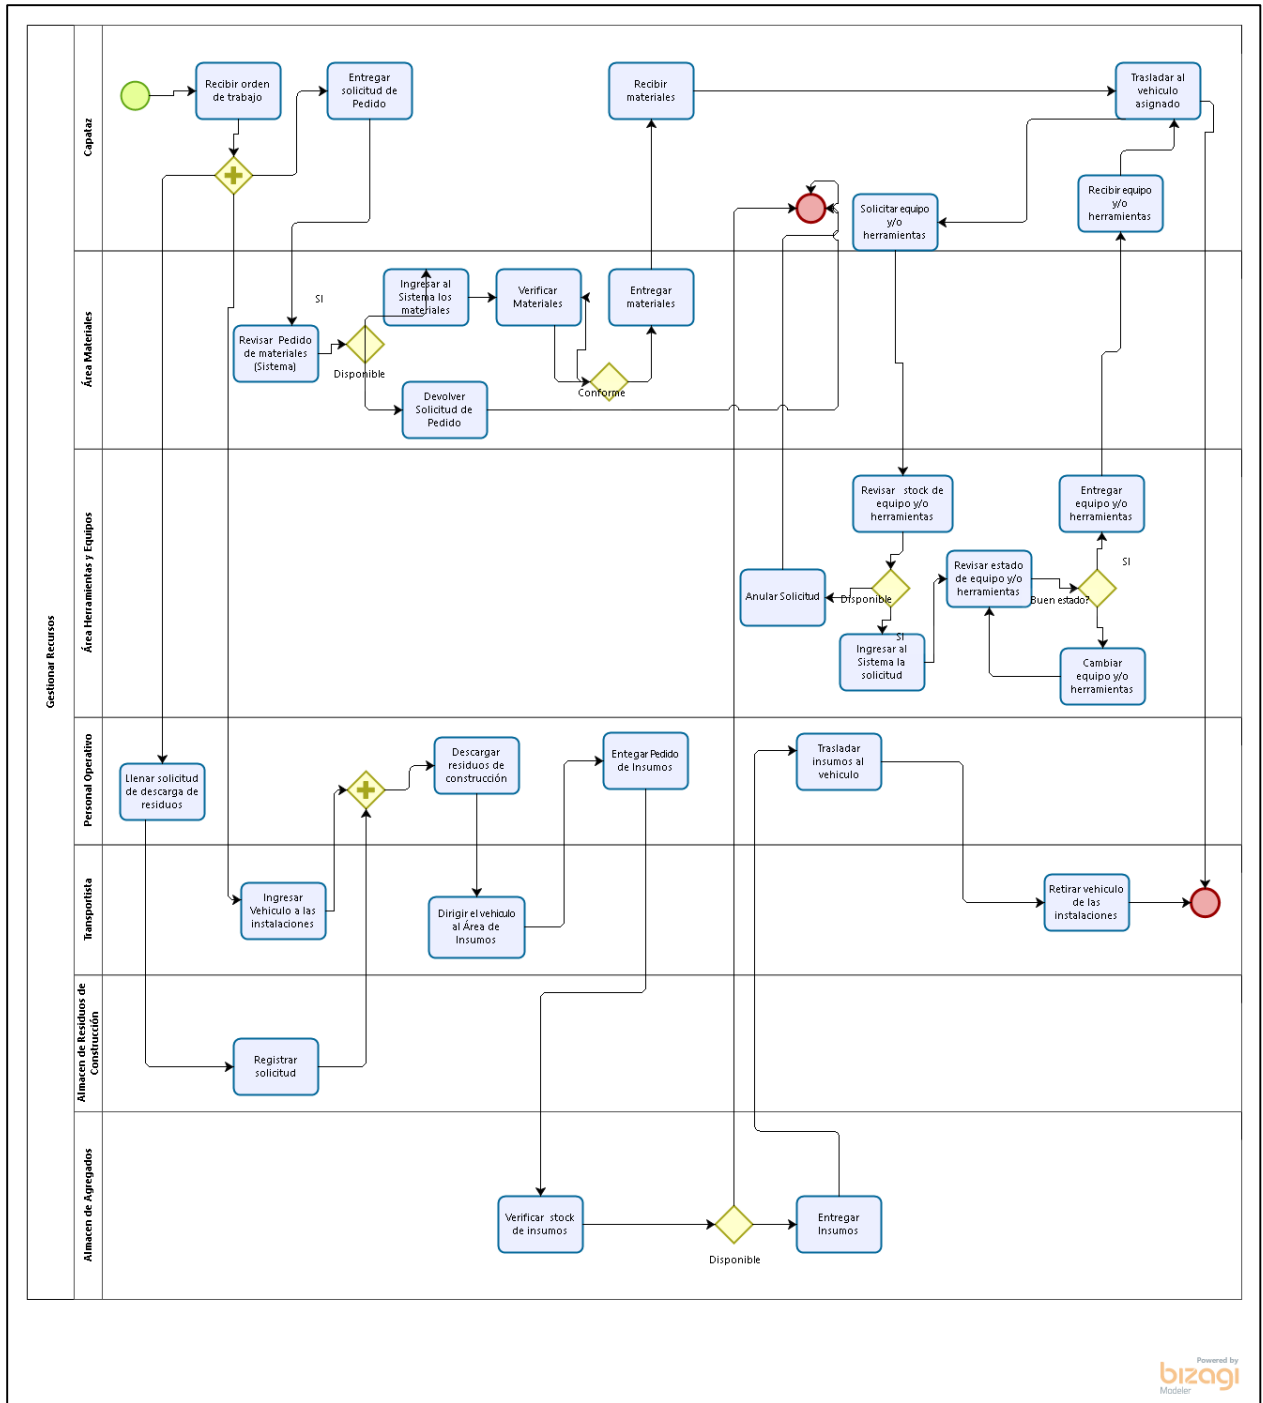 Gestionar Recursos
Capataz
Recibir orden
de trabajo
Entregar
solicitud de
Pedido
Recibir
materiales
Trasladar al
vehiculo
asignado
Solicitar equipo
y/o
herramientas
Recibir equipo
y/o
herramientas
Área Materiales
SI
Revisar Pedido
de materiales
(Sistema)
Disponible
Ingresar al
Sistema los
materiales
Verificar
Materiales
Entregar
materiales
Conforme
Devolver
Solicitud de
Pedido
Área Herramientas y Equipos
Revisar stock de
equipo y/o
herramientas
Entregar
equipo y/o
herramientas
Anular Solicitud
Disponible
SI
Ingresar al
Sistema la
solicitud
Revisar estado
de equipo y/o
herramientas
Buen estado?
SI
Cambiar
equipo y/o
herramientas
Personal Operativo
Llenar solicitud
de descarga de
residuos
Descargar
residuos de
construcción
Entegar Pedido
de Insumos
Trasladar
insumos al
vehiculo
Transportista
Ingresar
Vehiculo a las
instalaciones
Dirigir el vehiculo
al Área de
Insumos
Retirar vehiculo
de las
instalaciones
Almacen de Residuos de
Construcción
Registrar
solicitud
Almacen de Agregados
Verificar stock
de insumos
Disponible
Entregar
Insumos
Powered by
bizagi
Modeler